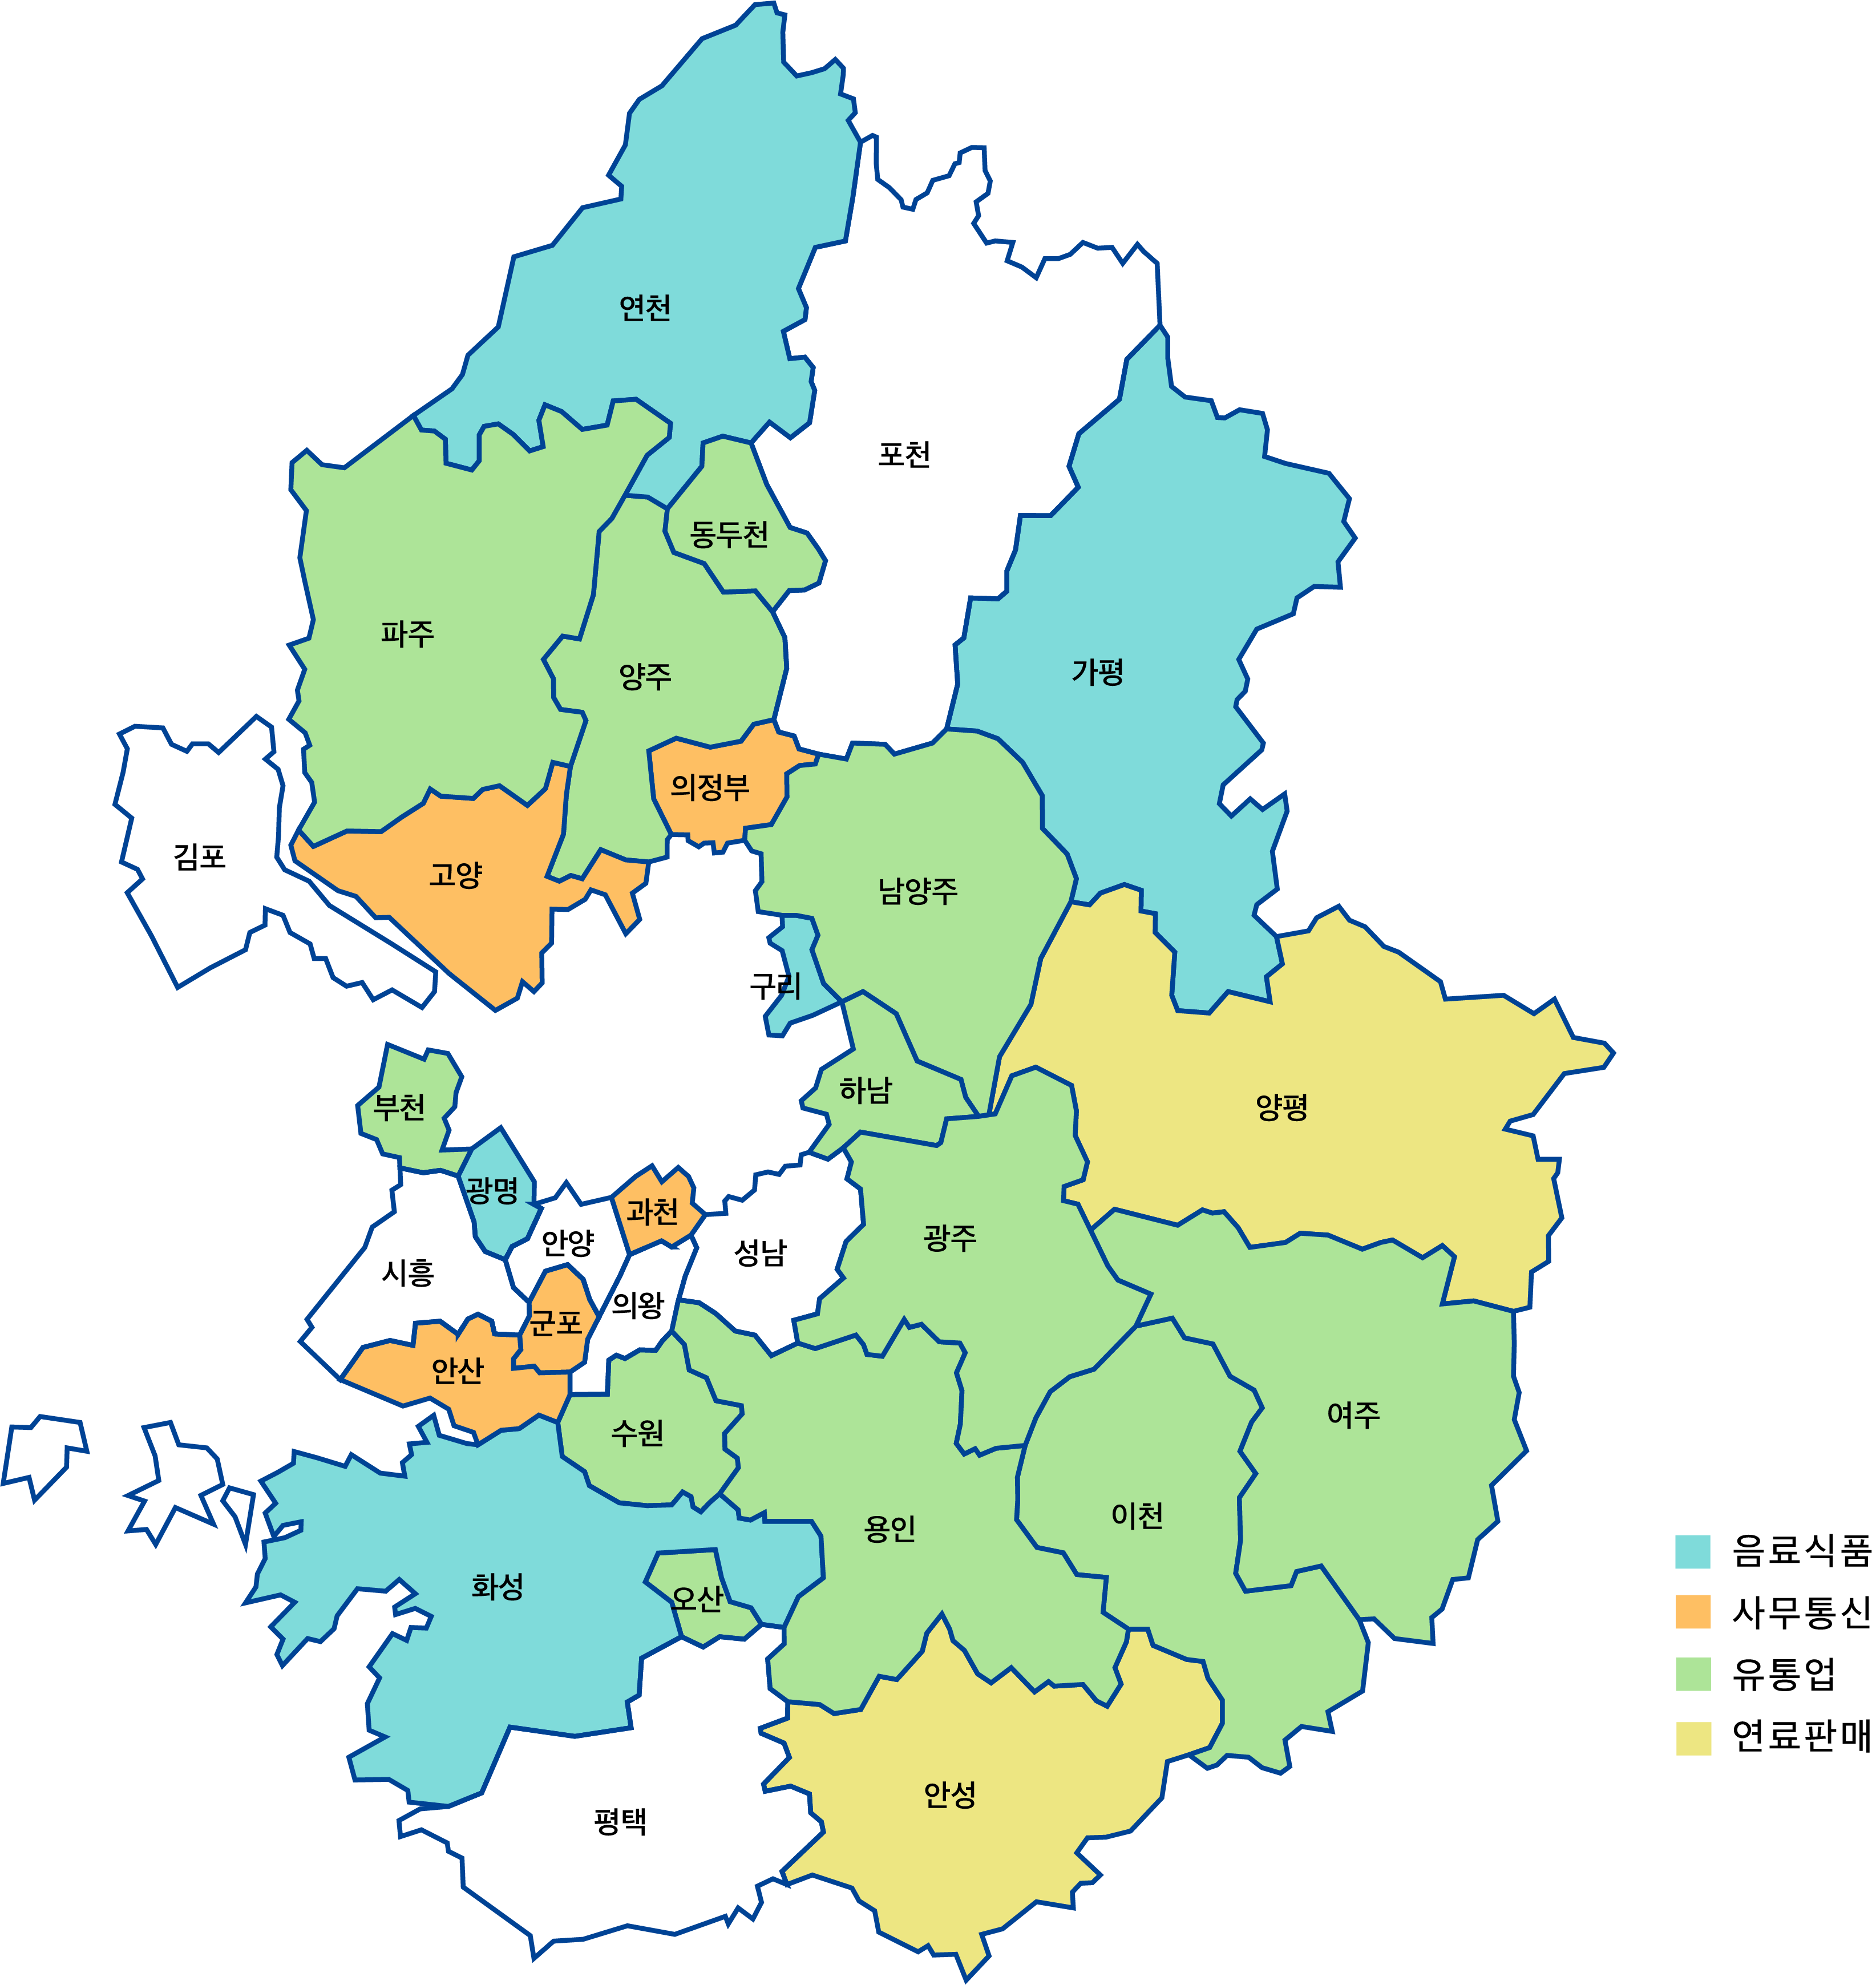 연천
포천
동두천
파주
양주
가평
의정부
김포
고양
남양주
구리
하남
부천
양평
광명
과천
안양
광주
성남
시흥
의왕
군포
안산
여주
수원
이천
용인
화성
오산
안성
평택
음료식품
사무통신
유통업
연료판매